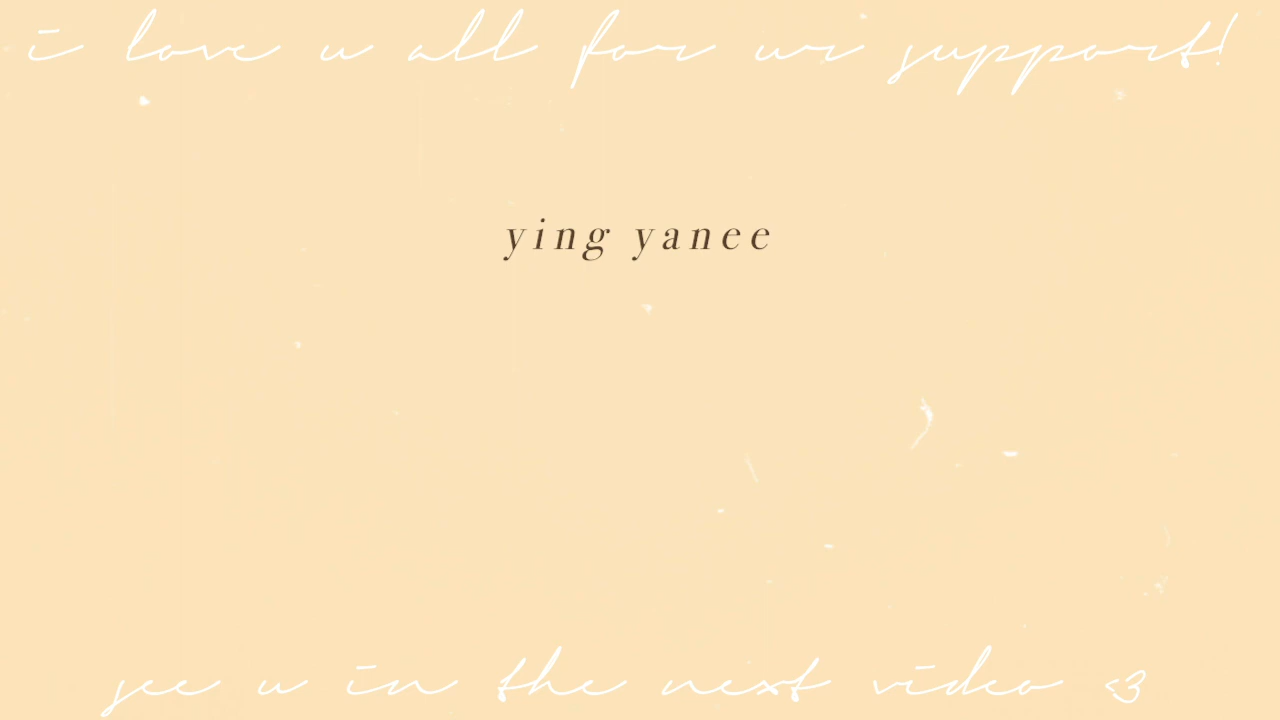 i love u all for ur support!
ying yanee
see u in the next video <3